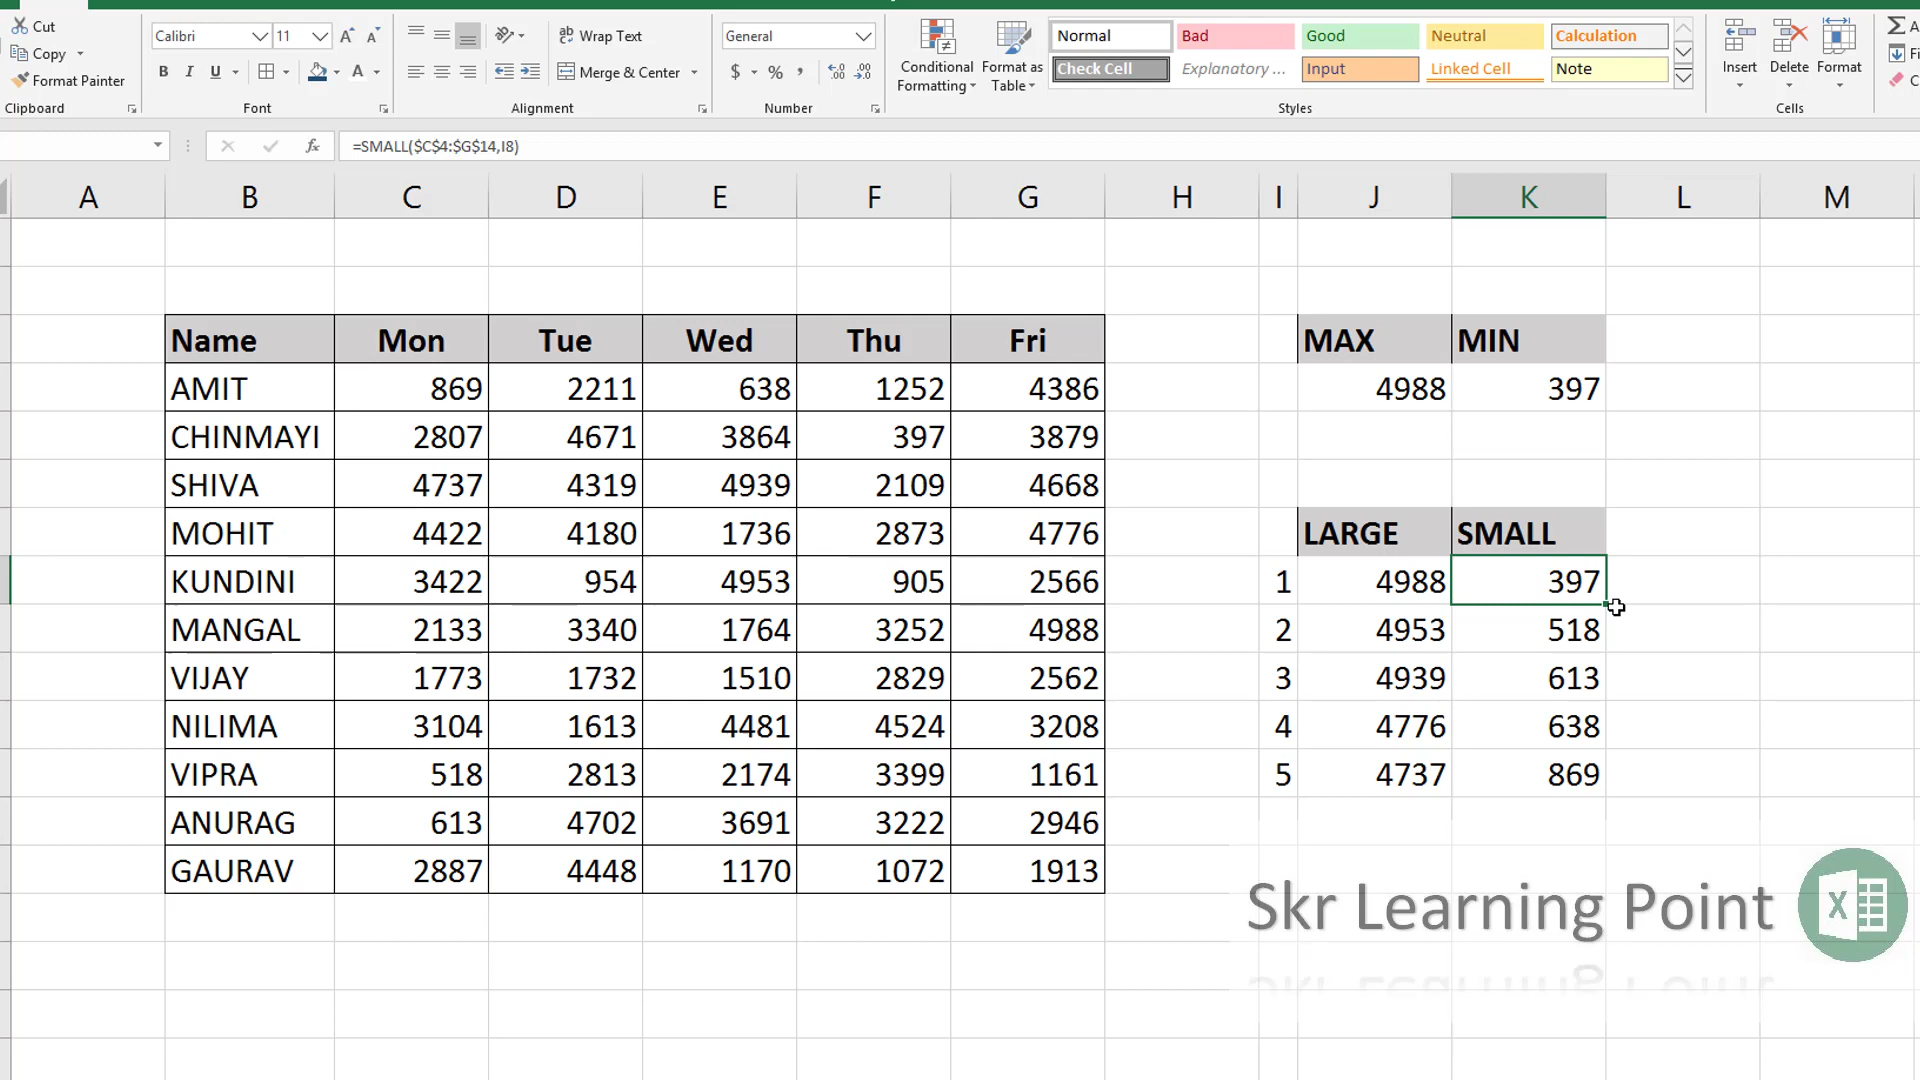 Cut
Copy
Format Painter
Clipboard
Calibri 11 A A
B I U A
Font
Wrap Text
Merge & Center
Alignment
General
$ % ,
Number
Conditional Formatting
Format as Table
Normal Bad Good Neutral Calculation
Check Cell Explanatory ... Input Linked Cell Note
Styles
Insert Delete Format
Cells
fx =SMALL($C$4:$G$14,I8)
A B C D E F G H I J K L M
Name Mon Tue Wed Thu Fri MAX MIN
AMIT 869 2211 638 1252 4386 4988 397
CHINMAYI 2807 4671 3864 397 3879
SHIVA 4737 4319 4939 2109 4668
MOHIT 4422 4180 1736 2873 4776 LARGE SMALL
KUNDINI 3422 954 4953 905 2566 1 4988 397
MANGAL 2133 3340 1764 3252 4988 2 4953 518
VIJAY 1773 1732 1510 2829 2562 3 4939 613
NILIMA 3104 1613 4481 4524 3208 4 4776 638
VIPRA 518 2813 2174 3399 1161 5 4737 869
ANURAG 613 4702 3691 3222 2946
GAURAV 2887 4448 1170 1072 1913
Skr Learning Point